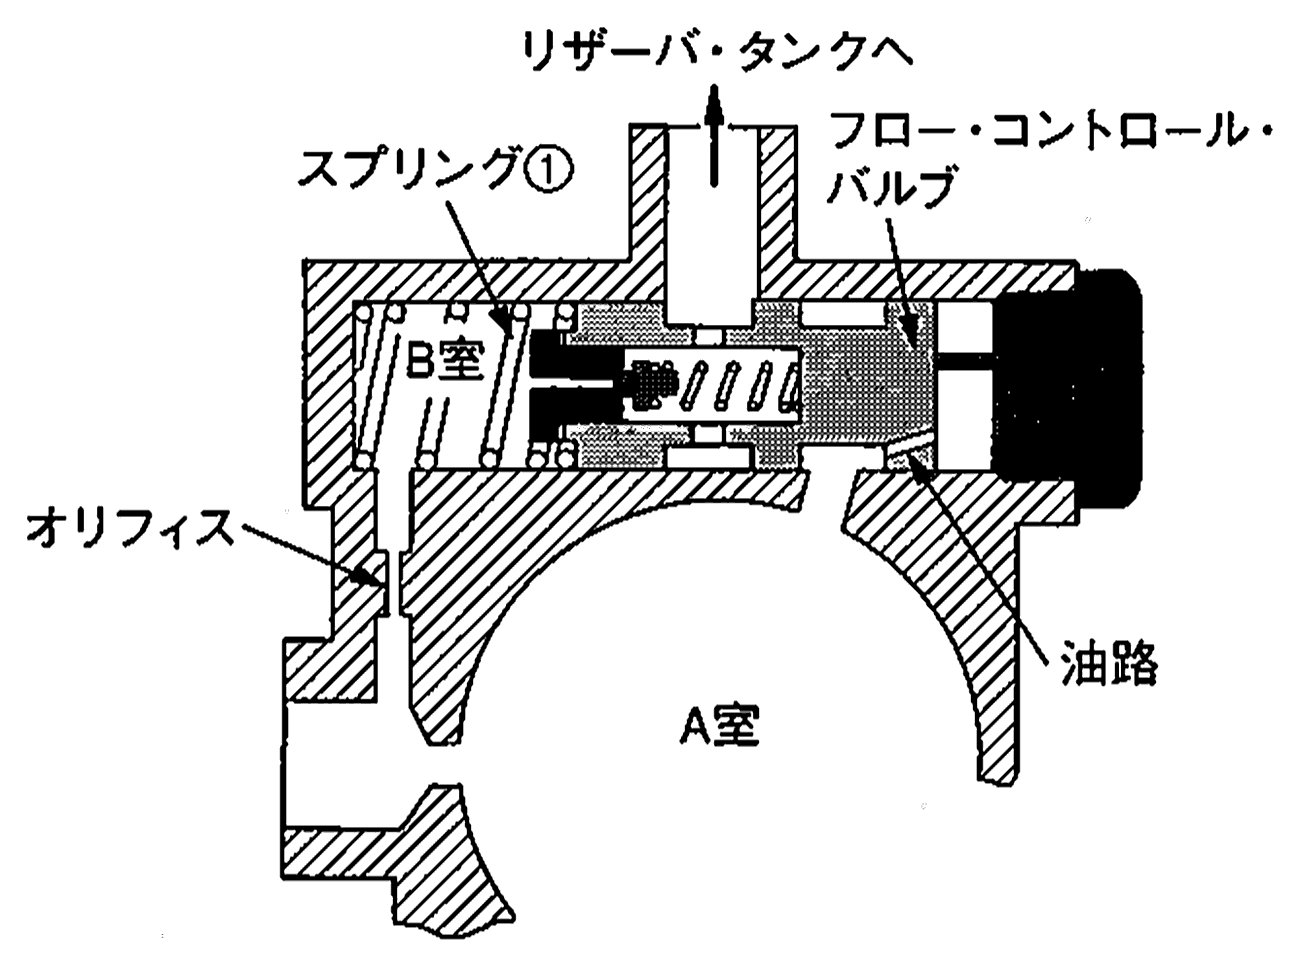 リザーバ・タンクへ
スプリング①
フロー・コントロール・
バルブ
B室
オリフィス
油路
A室